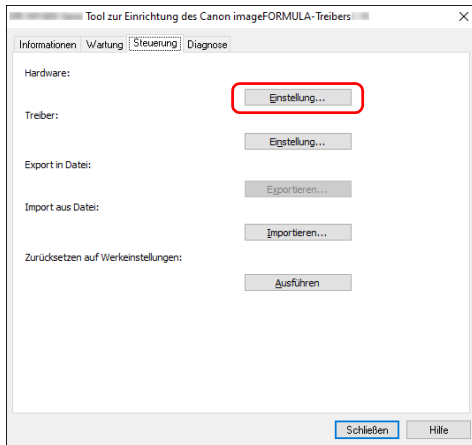 Tool zur Einrichtung des Canon imageFORMULA-Treibers
Informationen Wartung Steuerung Diagnose
Hardware:
Einstellung...
Treiber:
Einstellung...
Export in Datei:
Exportieren...
Import aus Datei:
Importieren...
Zurücksetzen auf Werkeinstellungen:
Ausführen
Schließen Hilfe